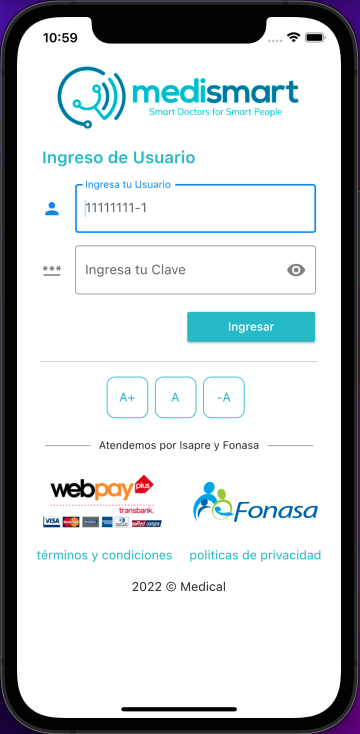 10:59
medismart
Smart Doctors for Smart People
Ingreso de Usuario
Ingresa tu Usuario
11111111-1
***
Ingresa tu Clave
Ingresar
A+ A -A
Atendemos por Isapre y Fonasa
webpay plus
transbank.
VISA
Fonasa
términos y condiciones politicas de privacidad
2022 © Medical